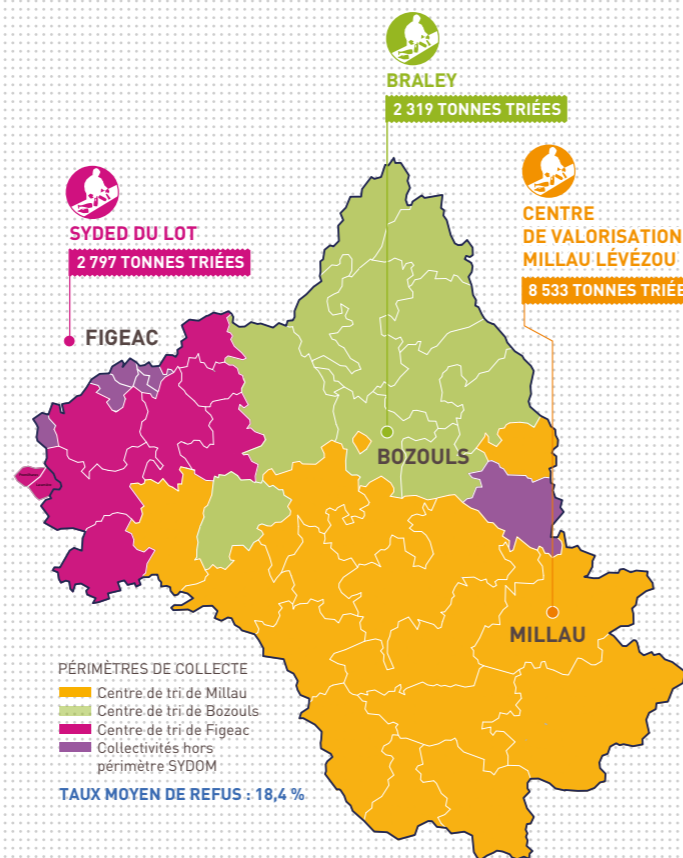 BRALEY
2 319 TONNES TRIÉES
SYDED DU LOT
2 797 TONNES TRIÉES
CENTRE
DE VALORISATION
MILLAU LÉVÉZOU
8 533 TONNES TRIÉE
FIGEAC
BOZOULS
MILLAU
PÉRIMÈTRES DE COLLECTE
Centre de tri de Millau
Centre de tri de Bozouls
Centre de tri de Figeac
Collectivités hors
périmètre SYDOM
TAUX MOYEN DE REFUS : 18,4 %